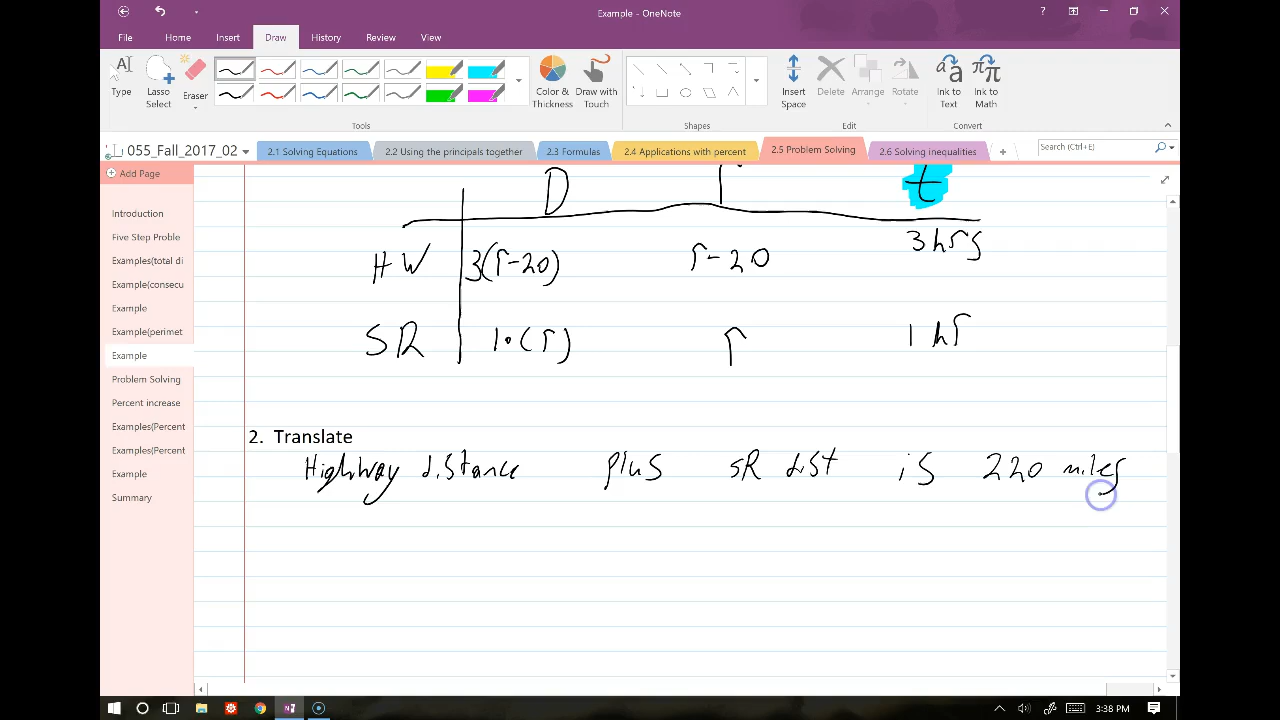 Example - OneNote
?
File Home Insert Draw History Review View
Type Lasso Select Eraser Color & Thickness Draw with Touch Insert Space Delete Arrange Rotate Ink to Text Ink to Math
Tools Shapes Edit Convert
055_Fall_2017_02 2.1 Solving Equations 2.2 Using the principals together 2.3 Formulas 2.4 Applications with percent 2.5 Problem Solving 2.6 Solving inequalities + Search (Ctrl+E)
Add Page
Introduction
Five Step Proble
Examples(total di
Example(consecu
Example
Example(perimet
Example
Problem Solving
Percent increase
Examples(Percent
Examples(Percent
Example
Summary
D r t
HW 3(r-20) r-20 3 hrs
SR 1•(r) r 1 hr
2. Translate
Highway distance plus SR dist is 220 miles
3:38 PM